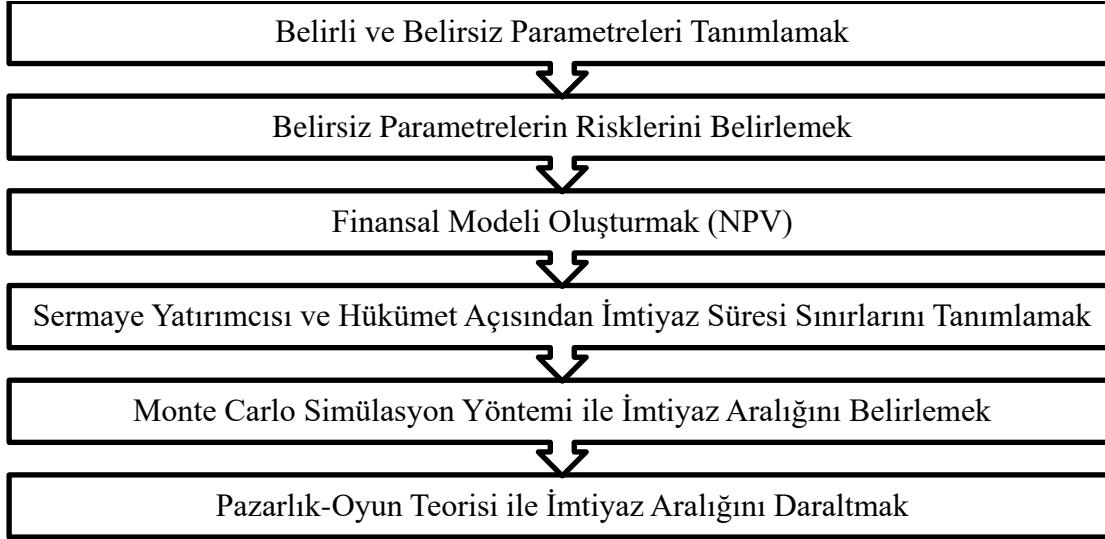 Belirli ve Belirsiz Parametreleri Tanımlamak
Belirsiz Parametrelerin Risklerini Belirlemek
Finansal Modeli Oluşturmak (NPV)
Sermaye Yatırımcısı ve Hükümet Açısından İmtiyaz Süresi Sınırlarını Tanımlamak
Monte Carlo Simülasyon Yöntemi ile İmtiyaz Aralığını Belirlemek
Pazarlık-Oyun Teorisi ile İmtiyaz Aralığını Daraltmak